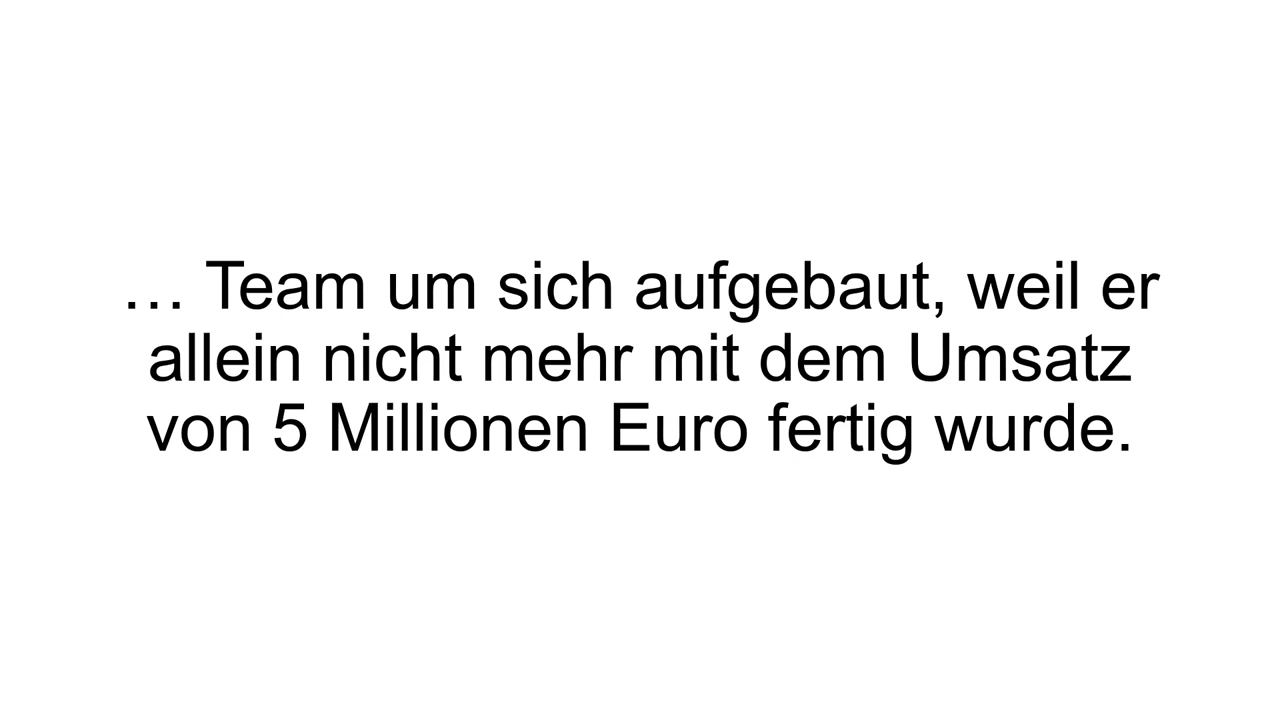 … Team um sich aufgebaut, weil er
allein nicht mehr mit dem Umsatz
von 5 Millionen Euro fertig wurde.